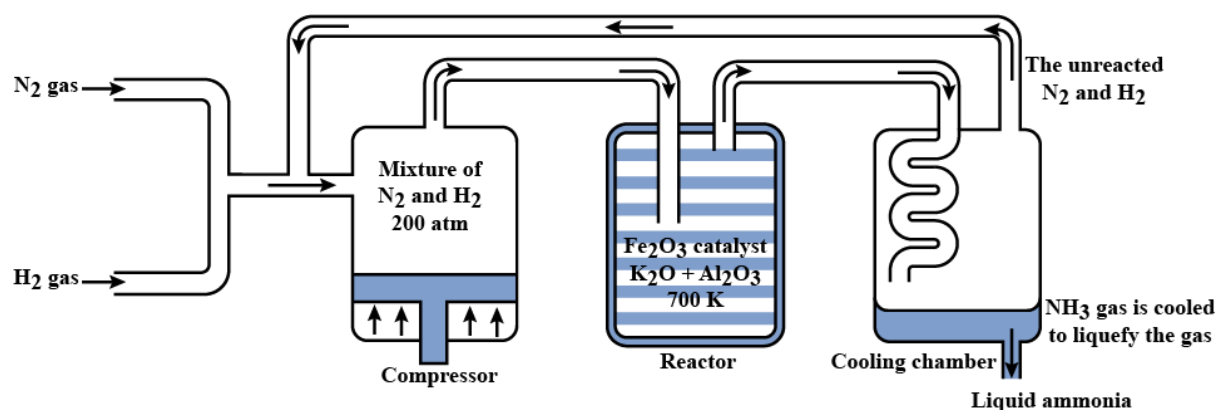 N₂ gas
H₂ gas
Mixture of
N₂ and H₂
200 atm
Compressor
Fe₂O₃ catalyst
K₂O + Al₂O₃
700 K
Reactor
The unreacted
N₂ and H₂
NH₃ gas is cooled
to liquefy the gas
Cooling chamber
Liquid ammonia